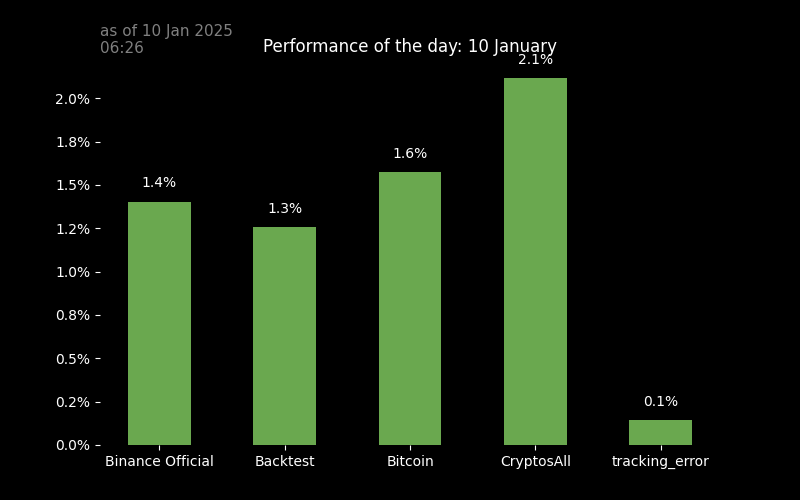 as of 10 Jan 2025
06:26
Performance of the day: 10 January
2.1%
2.0%
1.8%
1.6%
1.5%
1.4%
1.3%
1.2%
1.0%
0.8%
0.5%
0.2%
0.1%
0.0%
Binance Official
Backtest
Bitcoin
CryptosAll
tracking_error